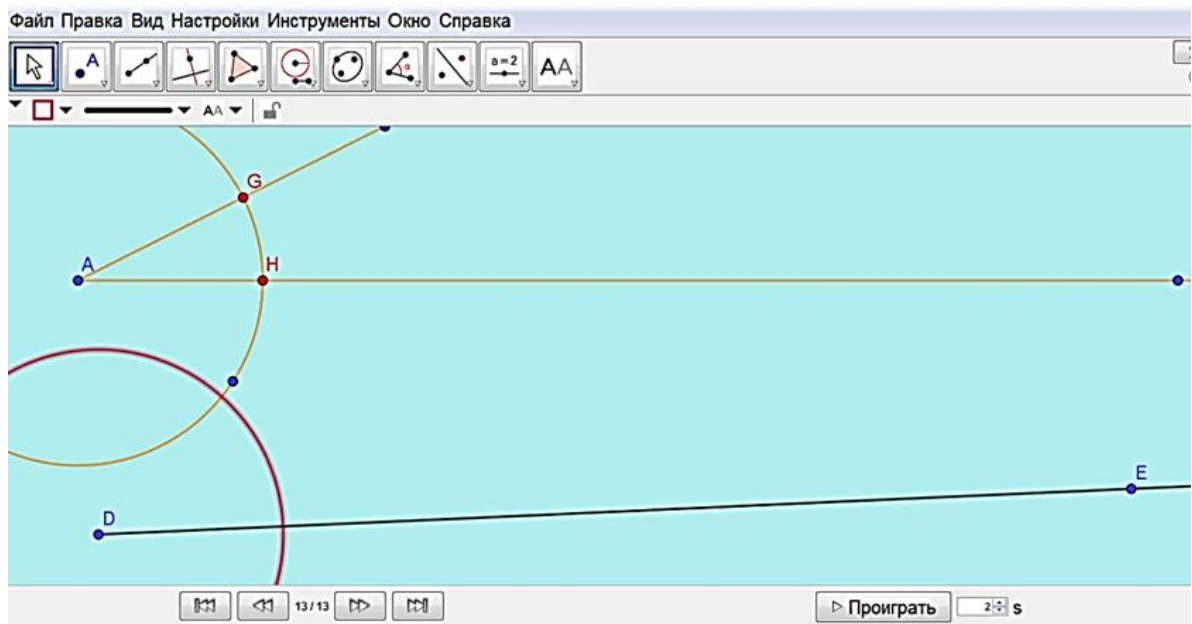 Файл Правка Вид Настройки Инструменты Окно Справка
A a=2 AA
AA
G
A H
E
D
13 / 13 Проиграть 2 s